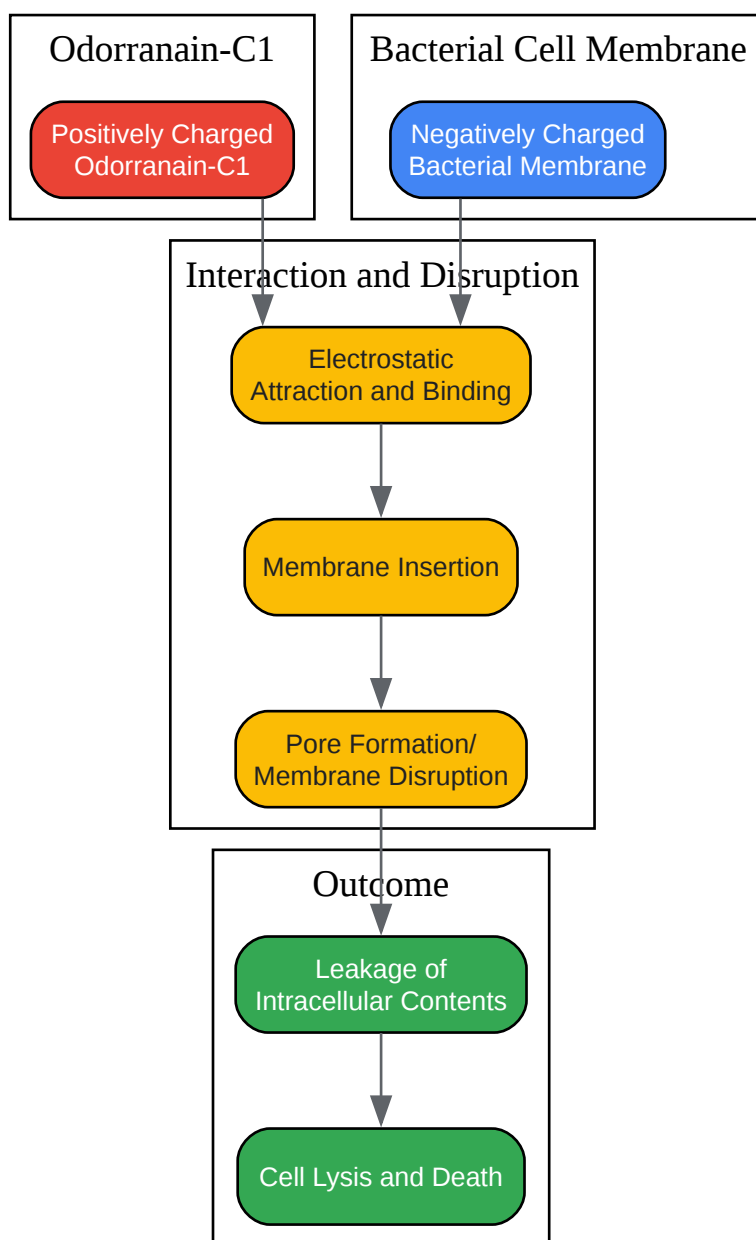 Odorranain-C1
Bacterial Cell Membrane
Positively Charged
Odorranain-C1
Negatively Charged
Bacterial Membrane
Interaction and Disruption
Electrostatic
Attraction and Binding
Membrane Insertion
Pore Formation/
Membrane Disruption
Outcome
Leakage of
Intracellular Contents
Cell Lysis and Death